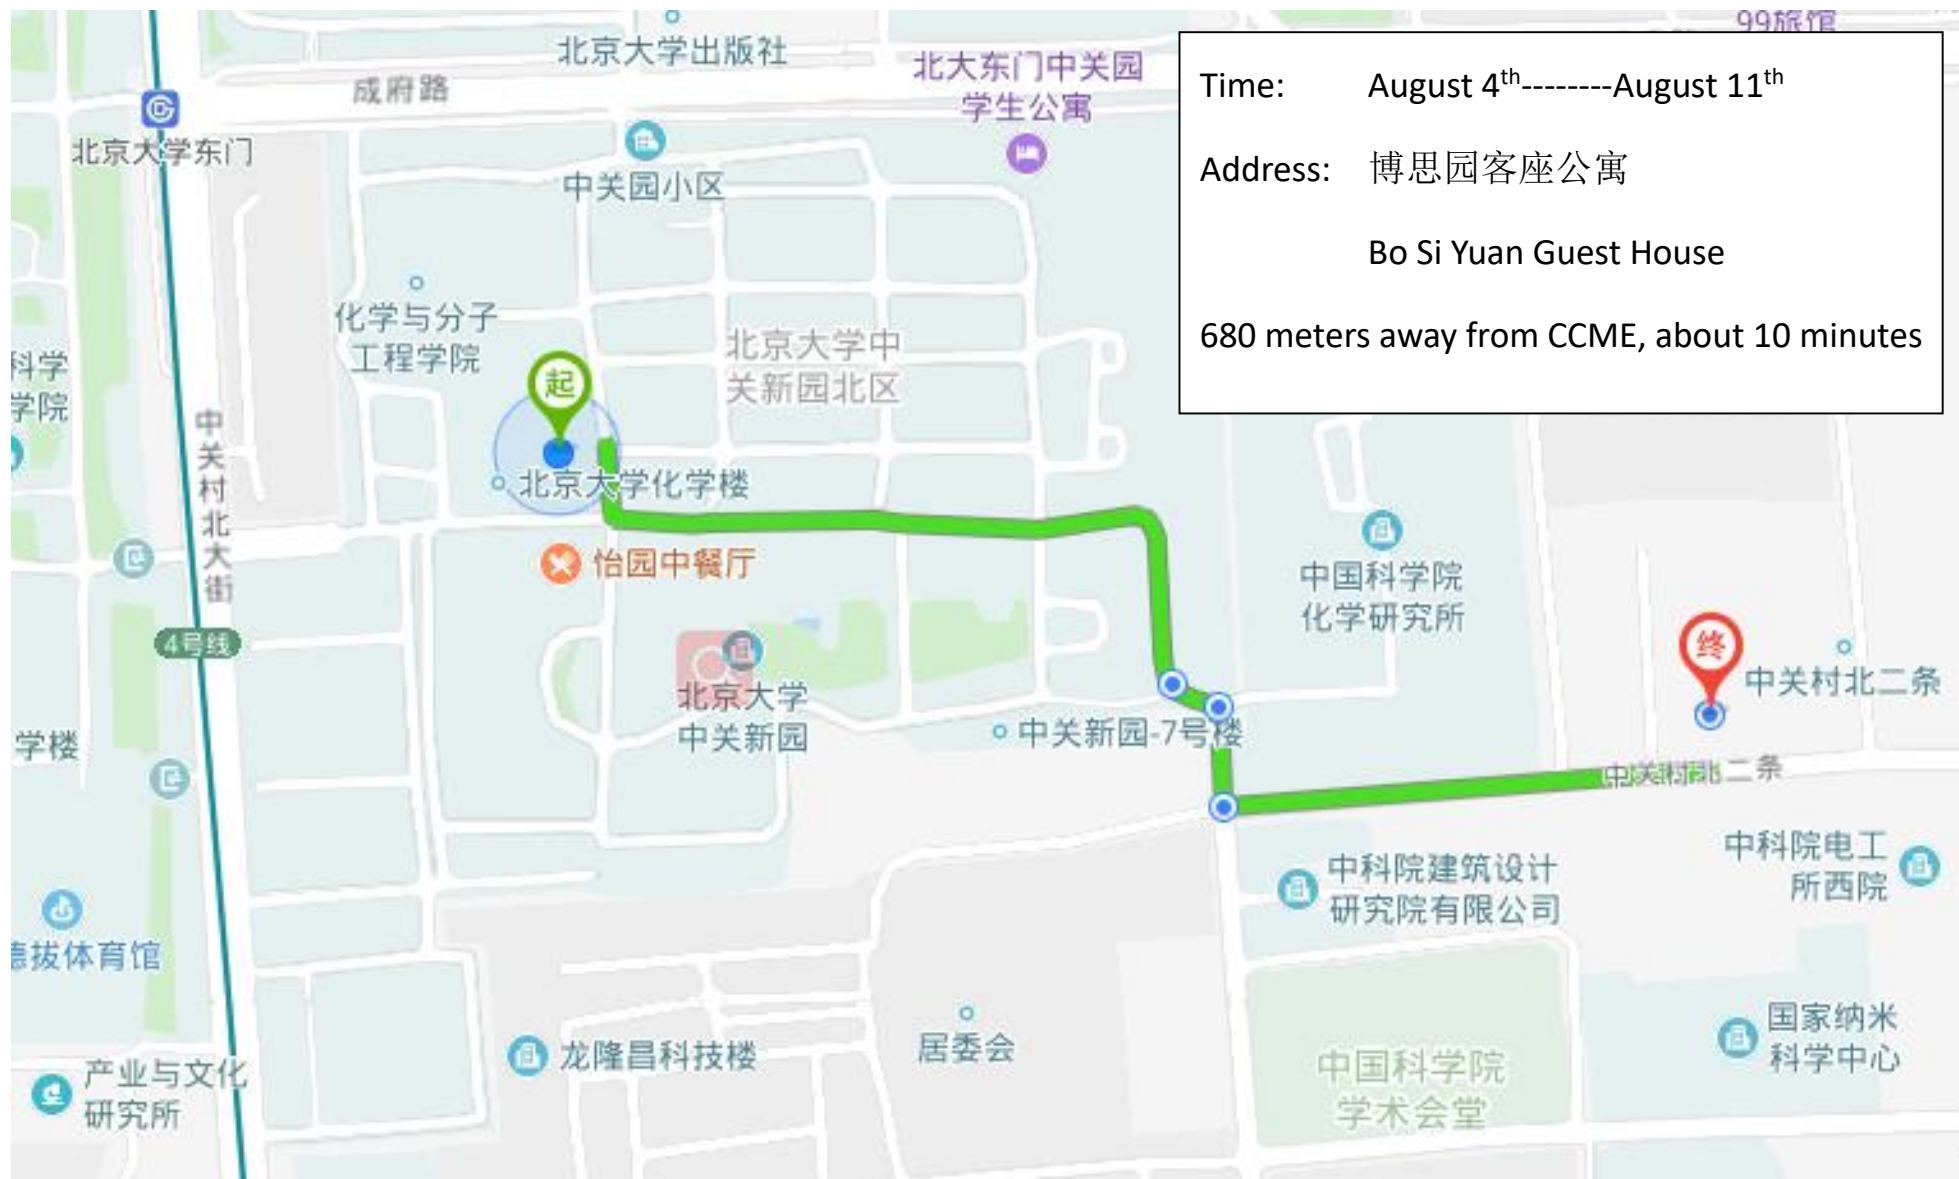 99旅馆
北京大学出版社
成府路
北大东门中关园
学生公寓
Time: August 4th--------August 11th
Address: 博思园客座公寓
Bo Si Yuan Guest House
680 meters away from CCME, about 10 minutes
北京大学东门
中关园小区
化学与分子
工程学院
北京大学中
关新园北区
科学
学院
起
中关村北大街
北京大学化学楼
怡园中餐厅
中国科学院
化学研究所
4号线
终
北京大学
中关新园
中关新园-7号楼
中关村北二条
学楼
中关村北二条
中科院建筑设计
研究院有限公司
中科院电工
所西院
德拔体育馆
龙隆昌科技楼
居委会
国家纳米
科学中心
中国科学院
学术会堂
产业与文化
研究所